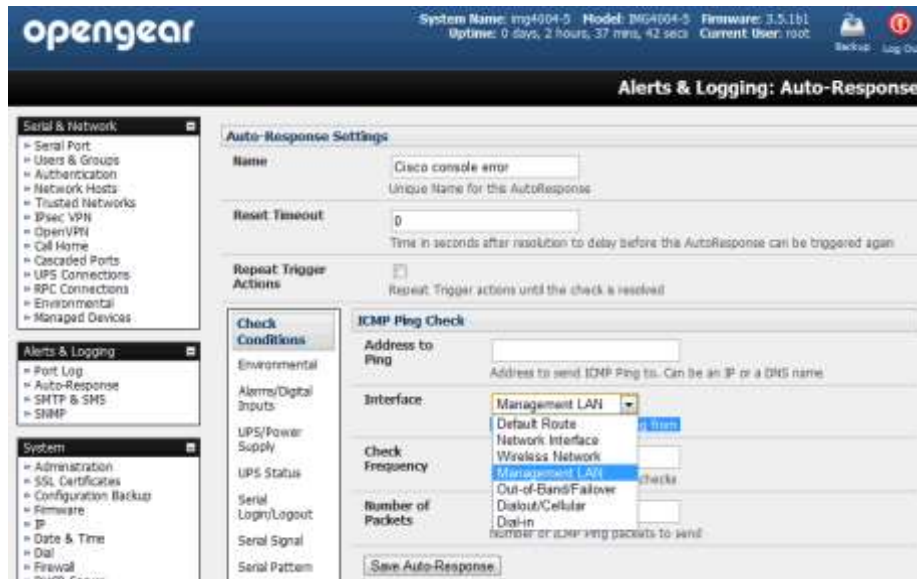 opengear
System Name: img4004-5 Model: IMG4004-5 Firmware: 3.5.1b1
Uptime: 0 days, 2 hours, 37 mins, 42 secs Current User: root
Backup
Log Ou
Alerts & Logging: Auto-Response
Serial & Network
Serial Port
Users & Groups
Authentication
Network Hosts
Trusted Networks
IPsec VPN
OpenVPN
Call Home
Cascaded Ports
UPS Connections
RPC Connections
Environmental
Managed Devices
Alerts & Logging
Port Log
Auto-Response
SMTP & SMS
SNMP
System
Administration
SSL Certificates
Configuration Backup
Firmware
IP
Date & Time
Dial
Firewall
DHCP Server
Auto-Response Settings
Name
Cisco console error
Unique Name for this AutoResponse
Reset Timeout
0
Time in seconds after resolution to delay before this AutoResponse can be triggered again
Repeat Trigger Actions
Repeat Trigger actions until the check is resolved
Check Conditions
Environmental
Alarms/Digital Inputs
UPS/Power Supply
UPS Status
Serial Login/Logout
Serial Signal
Serial Pattern
ICMP Ping Check
Address to Ping
Address to send ICMP Ping to. Can be an IP or a DNS name
Interface
Management LAN
Default Route
Network Interface
Wireless Network
Management LAN
Out-of-Band/Failover
Dialout/Cellular
Dial-in
from
Check Frequency
checks
Number of Packets
Number of ICMP Ping packets to send
Save Auto-Response